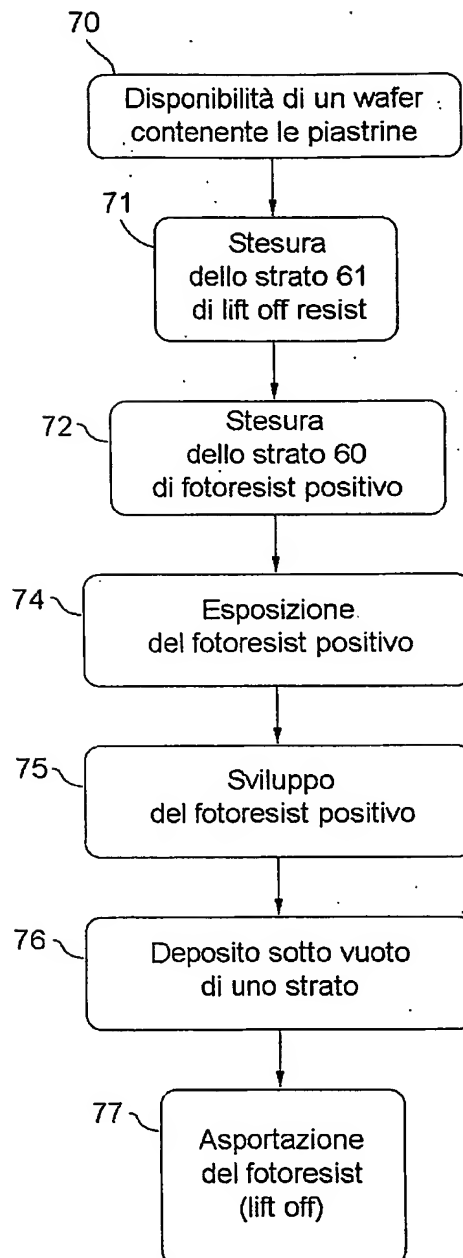 70
Disponibilità di un wafer
contenente le piastrine
71
Stesura
dello strato 61
di lift off resist
72
Stesura
dello strato 60
di fotoresist positivo
74
Esposizione
del fotoresist positivo
75
Sviluppo
del fotoresist positivo
76
Deposito sotto vuoto
di uno strato
77
Asportazione
del fotoresist
(lift off)